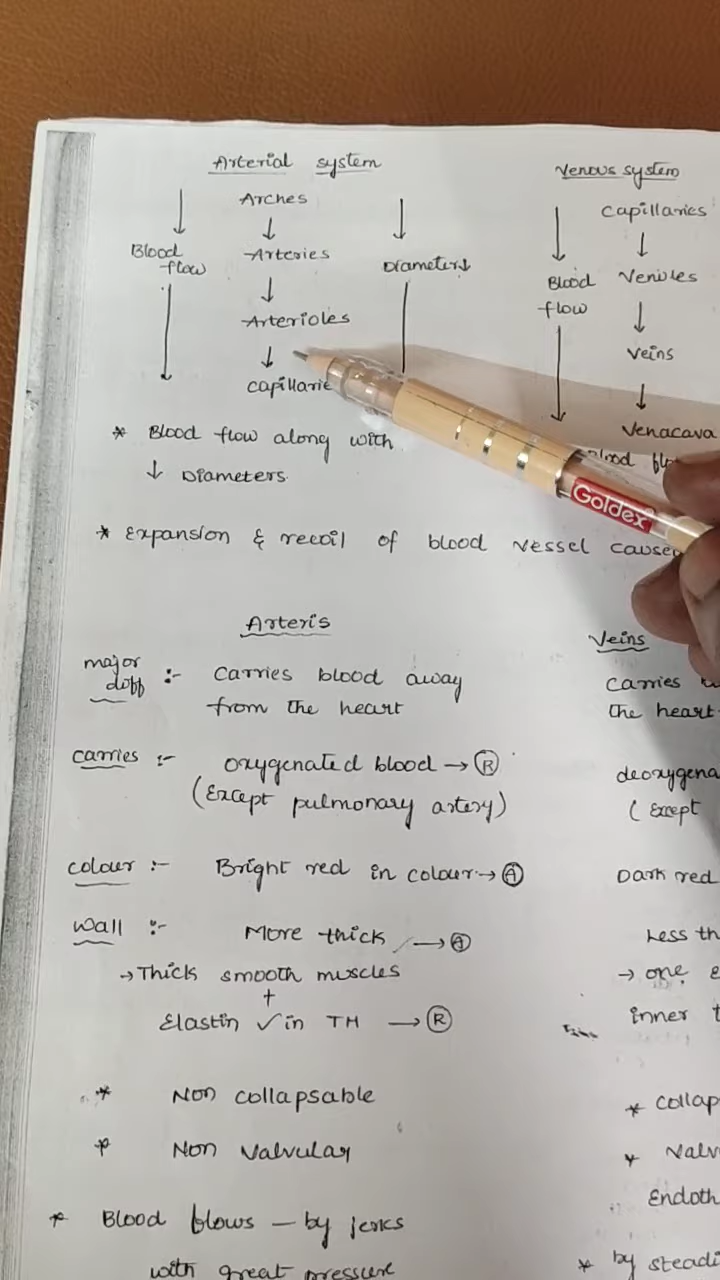 Arterial system
Venous system
Arches
Capillaries
Blood flow
Arteries
Diameter↓
Blood flow
Venules
Arterioles
Veins
Capillarie
Venacava
* Blood flow along with
↓ Diameters.
Goldex
* Expansion & recoil of blood vessel caused
Arteris
Veins
major diff :- Carries blood away
from the heart
Carries
the heart
carries :- oxygenated blood → Ⓡ
(Except pulmonary artery)
deoxygena
( Except
colour :- Bright red in colour → Ⓐ
Dark red
Wall :- More thick → Ⓐ
Less th
→ Thick smooth muscles
→ one
+
Elastin ✓ in TM → Ⓡ
inner t
* Non collapsable
* collap
* Non Valvular
* Valv
Endoth
* Blood blows - by jerks
with great pressure
* by steadi